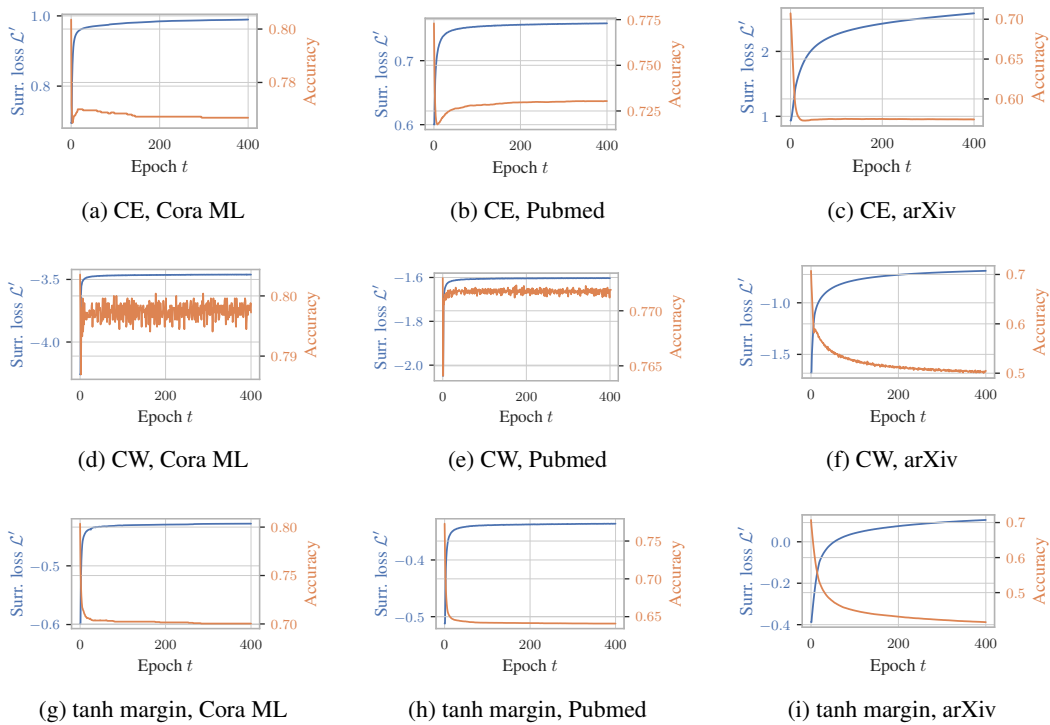 1.0
0.8
0.80
0.78
Surr. loss ℒ′
Accuracy
0 200 400
Epoch t
(a) CE, Cora ML
0.7
0.6
0.775
0.750
0.725
Surr. loss ℒ′
Accuracy
0 200 400
Epoch t
(b) CE, Pubmed
2
1
0.70
0.65
0.60
Surr. loss ℒ′
Accuracy
0 200 400
Epoch t
(c) CE, arXiv
−3.5
−4.0
0.80
0.79
Surr. loss ℒ′
Accuracy
0 400
Epoch t
(d) CW, Cora ML
−1.6
−1.8
−2.0
0.770
0.765
Surr. loss ℒ′
Accuracy
0 400
Epoch t
(e) CW, Pubmed
−1.0
−1.5
0.7
0.6
0.5
Surr. loss ℒ′
Accuracy
0 200 400
Epoch t
(f) CW, arXiv
−0.5
−0.6
0.80
0.75
0.70
Surr. loss ℒ′
Accuracy
0 200 400
Epoch t
(g) tanh margin, Cora ML
−0.4
−0.5
0.75
0.70
0.65
Surr. loss ℒ′
Accuracy
0 200 400
Epoch t
(h) tanh margin, Pubmed
0.0
−0.2
−0.4
0.7
0.6
0.5
Surr. loss ℒ′
Accuracy
0 200 400
Epoch t
(i) tanh margin, arXiv